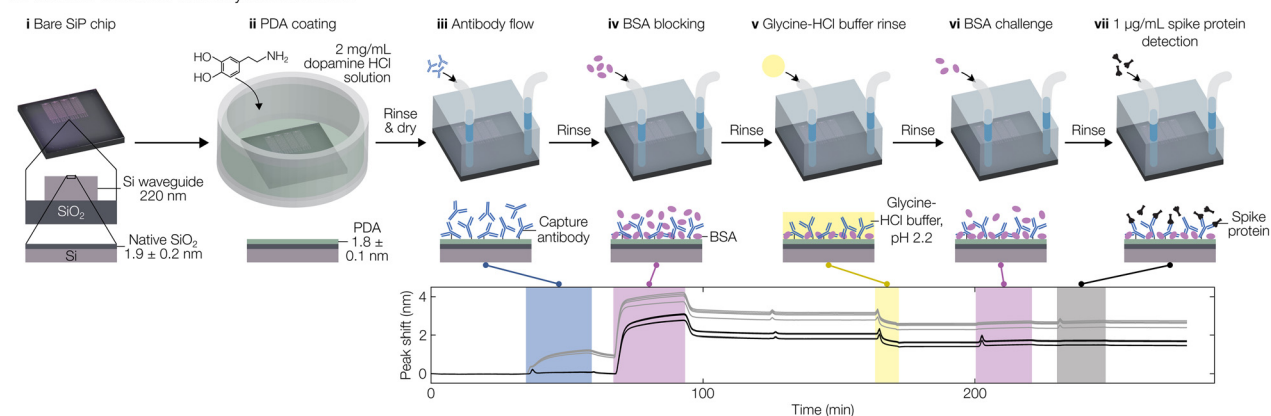 i Bare SiP chip
ii PDA coating
iii Antibody flow
iv BSA blocking
v Glycine-HCl buffer rinse
vi BSA challenge
vii 1 µg/mL spike protein
detection
HO
HO
NH₂
2 mg/mL
dopamine HCl
solution
Rinse
& dry
Rinse
Rinse
Rinse
Rinse
Si waveguide
220 nm
SiO₂
Native SiO₂
1.9 ± 0.2 nm
Si
PDA
1.8 ±
0.1 nm
Capture
antibody
BSA
Glycine-
HCl buffer,
pH 2.2
Spike
protein
Peak shift (nm)
4
2
0
0
100
200
Time (min)